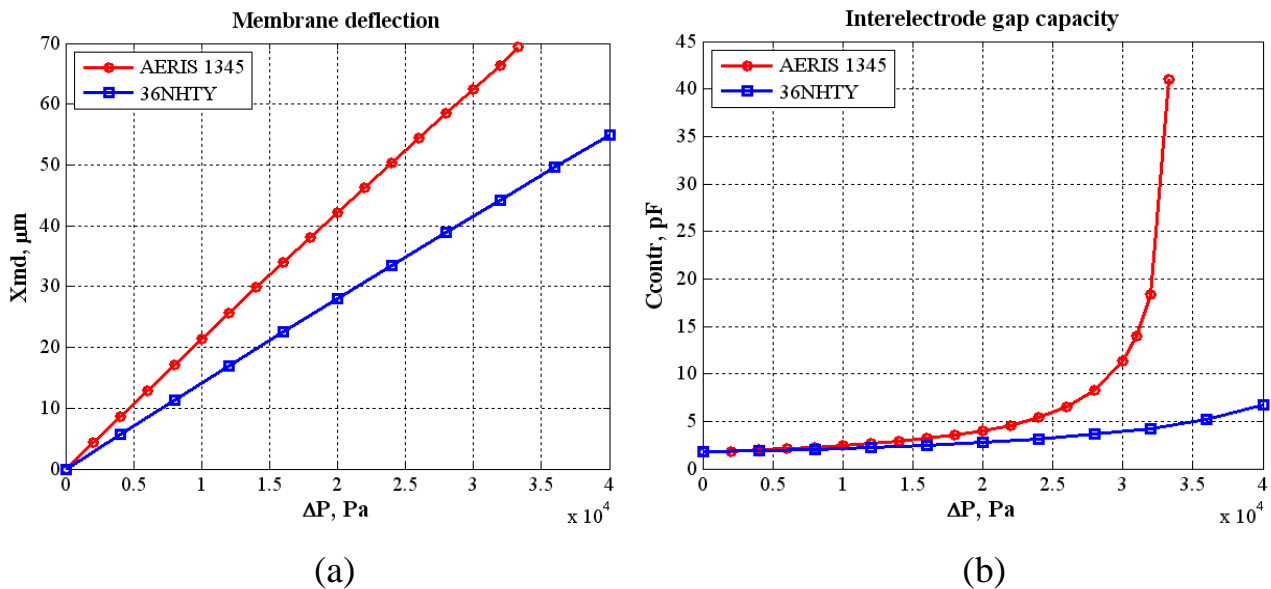 Membrane deflection
AERIS 1345
36NHTY
70
60
50
40
30
20
10
0
Xmd, μm
0 0.5 1 1.5 2 2.5 3 3.5 4
ΔP, Pa
x 10^4
(a)
Interelectrode gap capacity
AERIS 1345
36NHTY
45
40
35
30
25
20
15
10
5
0
Ccontr, pF
0 0.5 1 1.5 2 2.5 3 3.5 4
ΔP, Pa
x 10^4
(b)